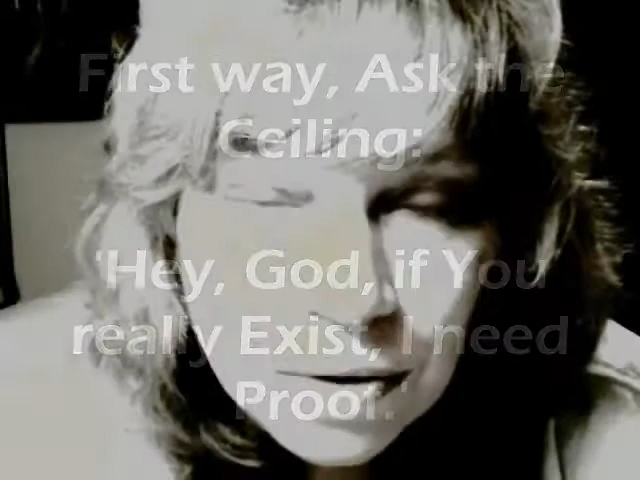 First way, Ask the
Ceiling:
'Hey, God, if You
really Exist, I need
Proof.'